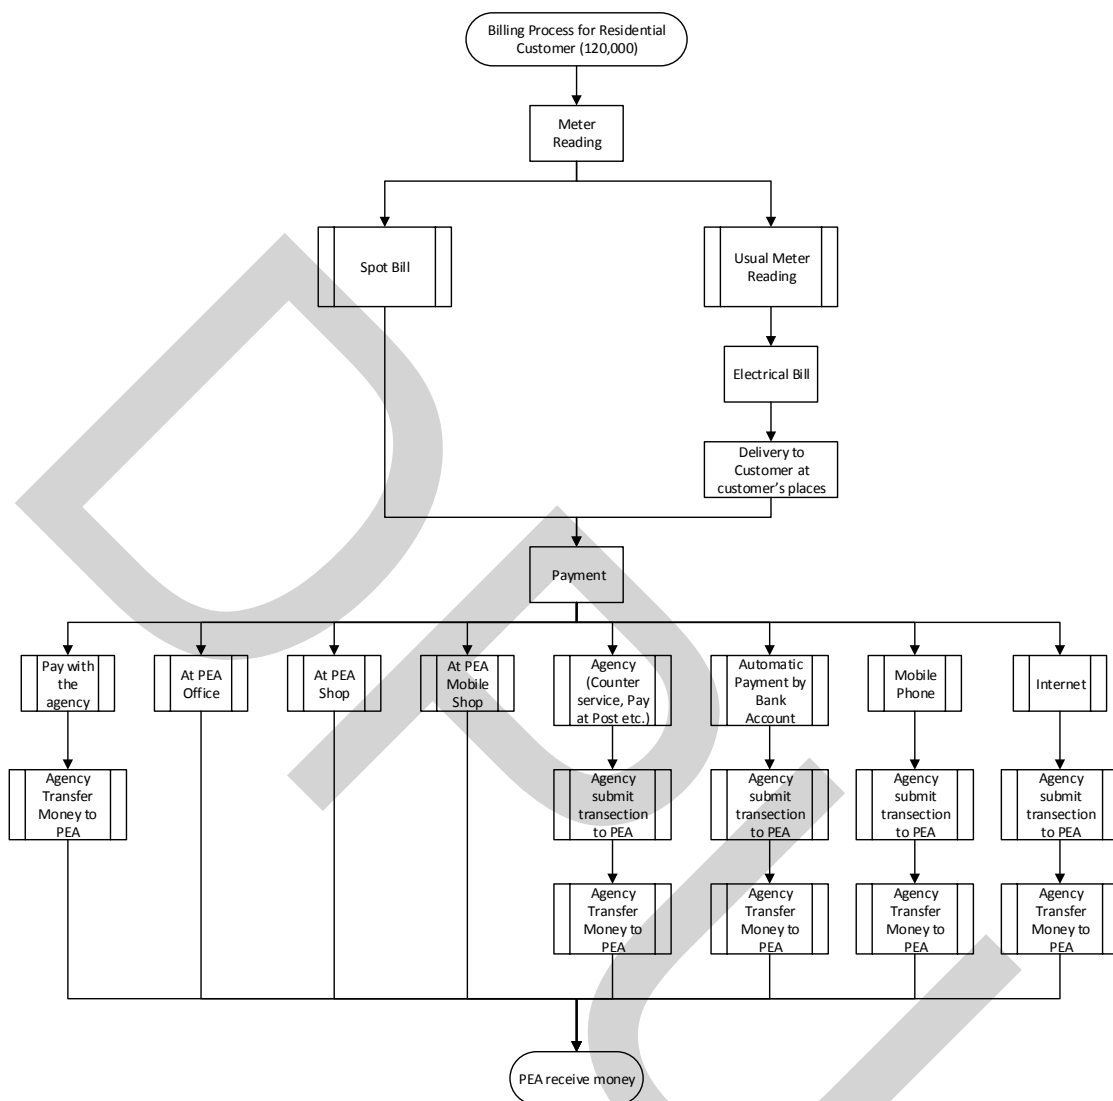 Billing Process for Residential
Customer (120,000)
Meter
Reading
Spot Bill
Usual Meter
Reading
Electrical Bill
Delivery to
Customer at
customer's places
Payment
Pay with
the
agency
At PEA
Office
At PEA
Shop
At PEA
Mobile
Shop
Agency
(Counter
service, Pay
at Post etc.)
Automatic
Payment by
Bank
Account
Mobile
Phone
Internet
Agency
Transfer
Money to
PEA
Agency
submit
transection
to PEA
Agency
submit
transection
to PEA
Agency
submit
transection
to PEA
Agency
submit
transection
to PEA
Agency
Transfer
Money to
PEA
Agency
Transfer
Money to
PEA
Agency
Transfer
Money to
PEA
Agency
Transfer
Money to
PEA
PEA receive money
DPU